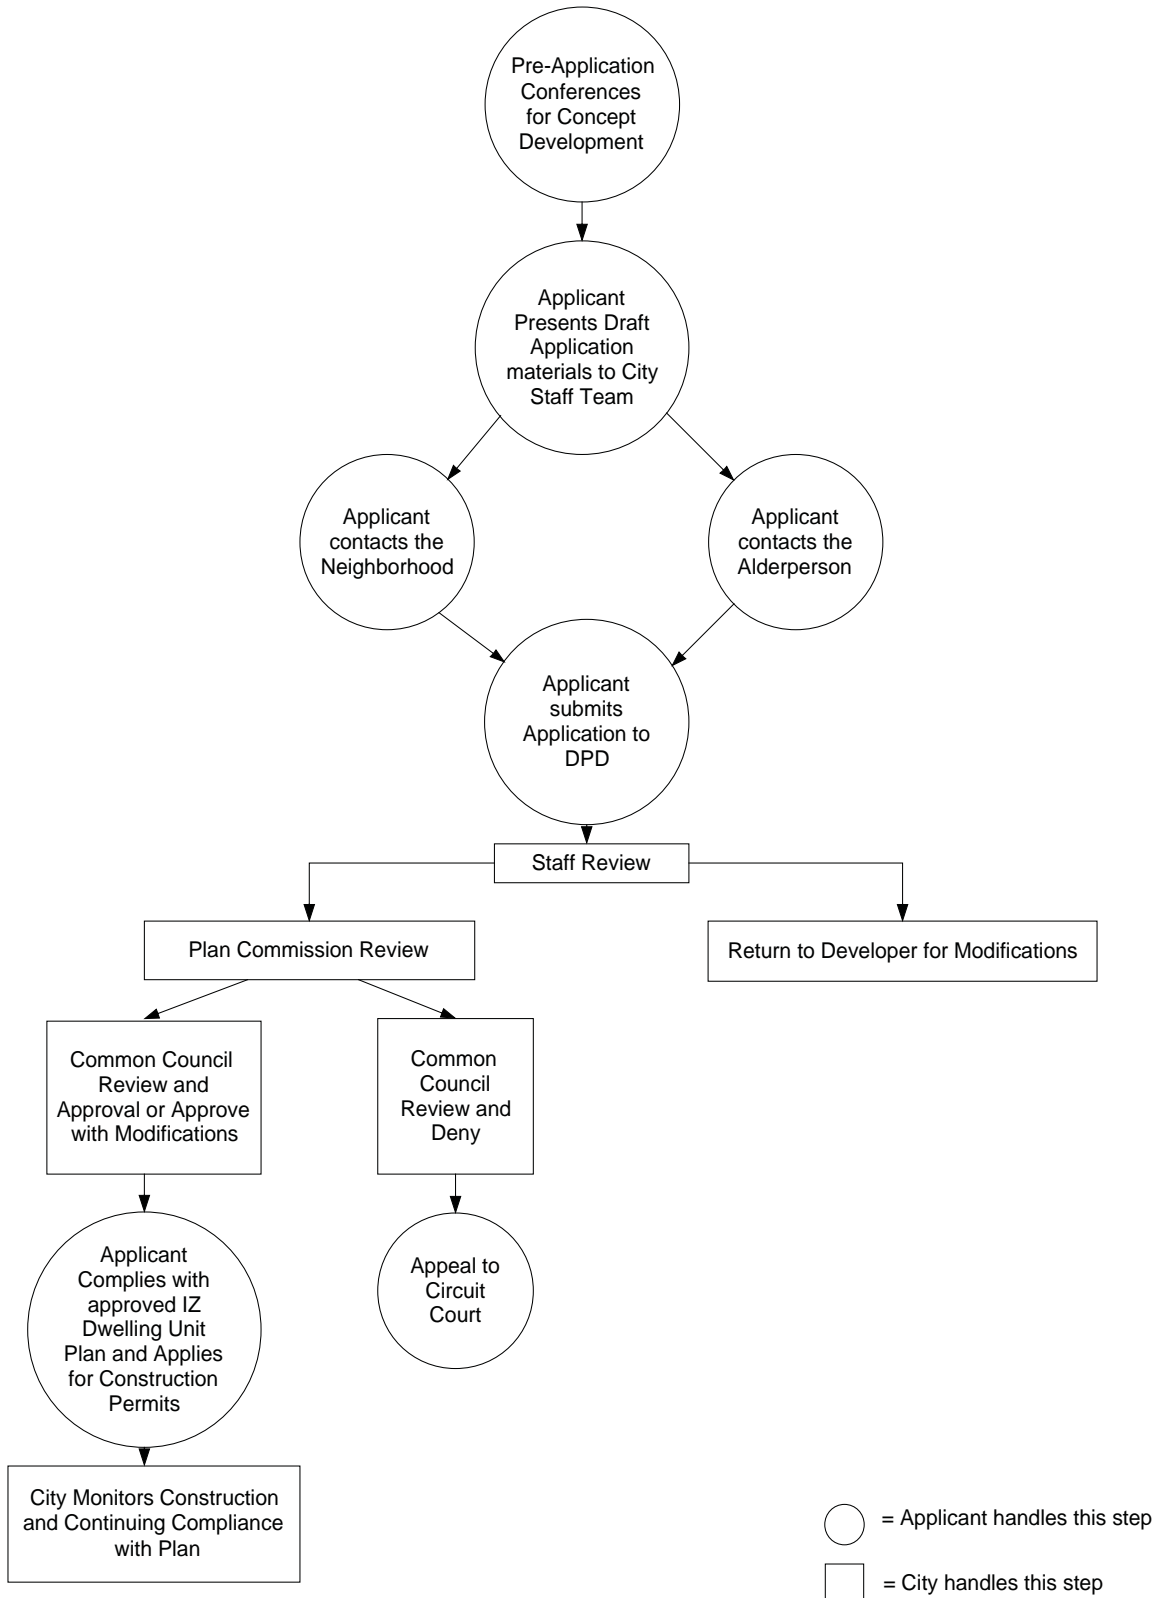 Pre-Application
Conferences
for Concept
Development
Applicant
Presents Draft
Application
materials to City
Staff Team
Applicant
contacts the
Neighborhood
Applicant
contacts the
Alderperson
Applicant
submits
Application to
DPD
Staff Review
Plan Commission Review
Return to Developer for Modifications
Common Council
Review and
Approval or Approve
with Modifications
Common
Council
Review and
Deny
Applicant
Complies with
approved IZ
Dwelling Unit
Plan and Applies
for Construction
Permits
Appeal to
Circuit
Court
City Monitors Construction
and Continuing Compliance
with Plan
= Applicant handles this step
= City handles this step